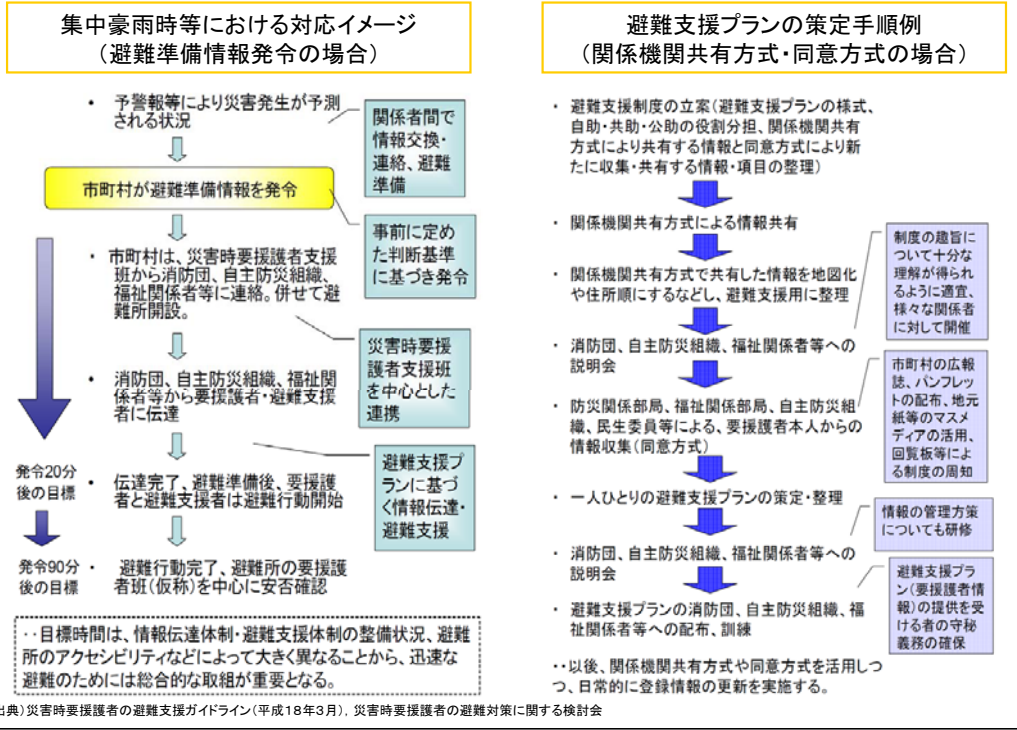 集中豪雨時等における対応イメージ
（避難準備情報発令の場合）
・ 予警報等により災害発生が予測
される状況
関係者間で
情報交換・
連絡、避難
準備
市町村が避難準備情報を発令
事前に定め
た判断基準
に基づき発令
・ 市町村は、災害時要援護者支援
班から消防団、自主防災組織、
福祉関係者等に連絡。併せて避
難所開設。
災害時要援
護者支援班
を中心とした
連携
・ 消防団、自主防災組織、福祉関
係者等から要援護者・避難支援
者に伝達
避難支援プ
ランに基づ
く情報伝達・
避難支援
発令20分
後の目標
・ 伝達完了、避難準備後、要援護
者と避難支援者は避難行動開始
発令90分
後の目標
・ 避難行動完了、避難所の要援護
者班(仮称)を中心に安否確認
・・目標時間は、情報伝達体制・避難支援体制の整備状況、避難
所のアクセシビリティなどによって大きく異なることから、迅速な
避難のためには総合的な取組が重要となる。
避難支援プランの策定手順例
（関係機関共有方式・同意方式の場合）
・ 避難支援制度の立案(避難支援プランの様式、
自助・共助・公助の役割分担、関係機関共有
方式により共有する情報と同意方式により新
たに収集・共有する情報・項目の整理)
・ 関係機関共有方式による情報共有
制度の趣旨に
ついて十分な
理解が得られ
るように適宜、
様々な関係者
に対して開催
・ 関係機関共有方式で共有した情報を地図化
や住所順にするなどし、避難支援用に整理
・ 消防団、自主防災組織、福祉関係者等への
説明会
市町村の広報
誌、パンフレッ
トの配布、地元
紙等のマスメ
ディアの活用、
回覧板等によ
る制度の周知
・ 防災関係部局、福祉関係部局、自主防災組
織、民生委員等による、要援護者本人からの
情報収集(同意方式)
・ 一人ひとりの避難支援プランの策定・整理
情報の管理方策
についても研修
・ 消防団、自主防災組織、福祉関係者等への
説明会
避難支援プラ
ン(要援護者情
報)の提供を受
ける者の守秘
義務の確保
・ 避難支援プランの消防団、自主防災組織、福
祉関係者等への配布、訓練
・・以後、関係機関共有方式や同意方式を活用しつ
つ、日常的に登録情報の更新を実施する。
出典)災害時要援護者の避難支援ガイドライン(平成18年3月), 災害時要援護者の避難対策に関する検討会